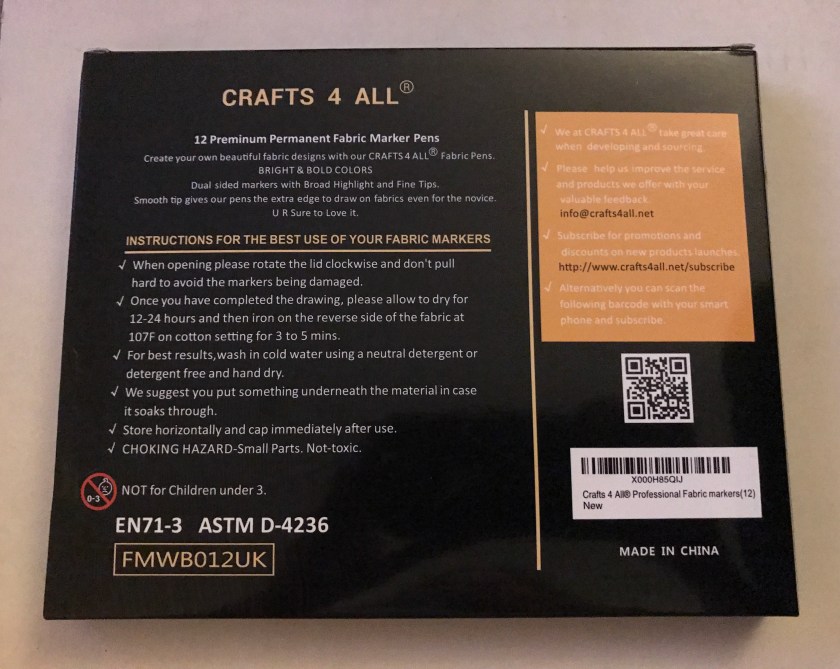 CRAFTS 4 ALL®
12 Preminum Permanent Fabric Marker Pens
Create your own beautiful fabric designs with our CRAFTS 4 ALL® Fabric Pens.
BRIGHT & BOLD COLORS
Dual sided markers with Broad Highlight and Fine Tips.
Smooth tip gives our pens the extra edge to draw on fabrics even for the novice.
U R Sure to Love it.
INSTRUCTIONS FOR THE BEST USE OF YOUR FABRIC MARKERS
√ When opening please rotate the lid clockwise and don't pull
hard to avoid the markers being damaged.
√ Once you have completed the drawing, please allow to dry for
12-24 hours and then iron on the reverse side of the fabric at
107F on cotton setting for 3 to 5 mins.
√ For best results,wash in cold water using a neutral detergent or
detergent free and hand dry.
√ We suggest you put something underneath the material in case
it soaks through.
√ Store horizontally and cap immediately after use.
√ CHOKING HAZARD-Small Parts. Not-toxic.
0-3
NOT for Children under 3.
EN71-3 ASTM D-4236
FMWB012UK
√ We at CRAFTS 4 ALL® take great care
when developing and sourcing.
√ Please help us improve the service
and products we offer with your
valuable feedback.
info@crafts4all.net
√ Subscribe for promotions and
discounts on new products launches.
http://www.crafts4all.net/subscribe
√ Alternatively you can scan the
following barcode with your smart
phone and subscribe.
X000H85QIJ
Crafts 4 All® Professional Fabric markers(12)
New
MADE IN CHINA